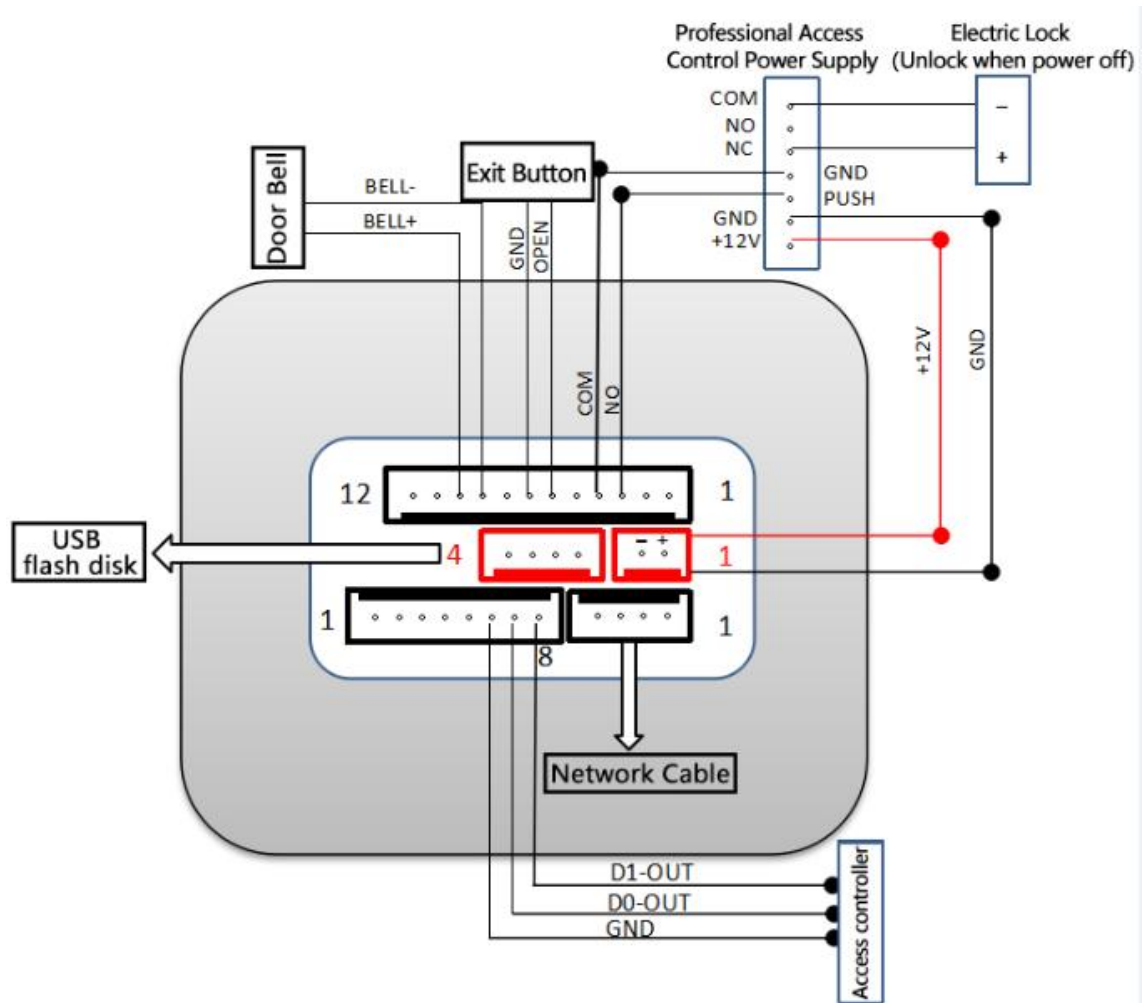 Professional Access
Control Power Supply
Electric Lock
(Unlock when power off)
COM
NO
NC
GND
PUSH
GND
+12V
−
+
Door Bell
BELL-
BELL+
Exit Button
GND
OPEN
COM
NO
+12V
GND
12
1
USB
flash disk
4
− +
1
1
8
1
Network Cable
D1-OUT
D0-OUT
GND
Access controller